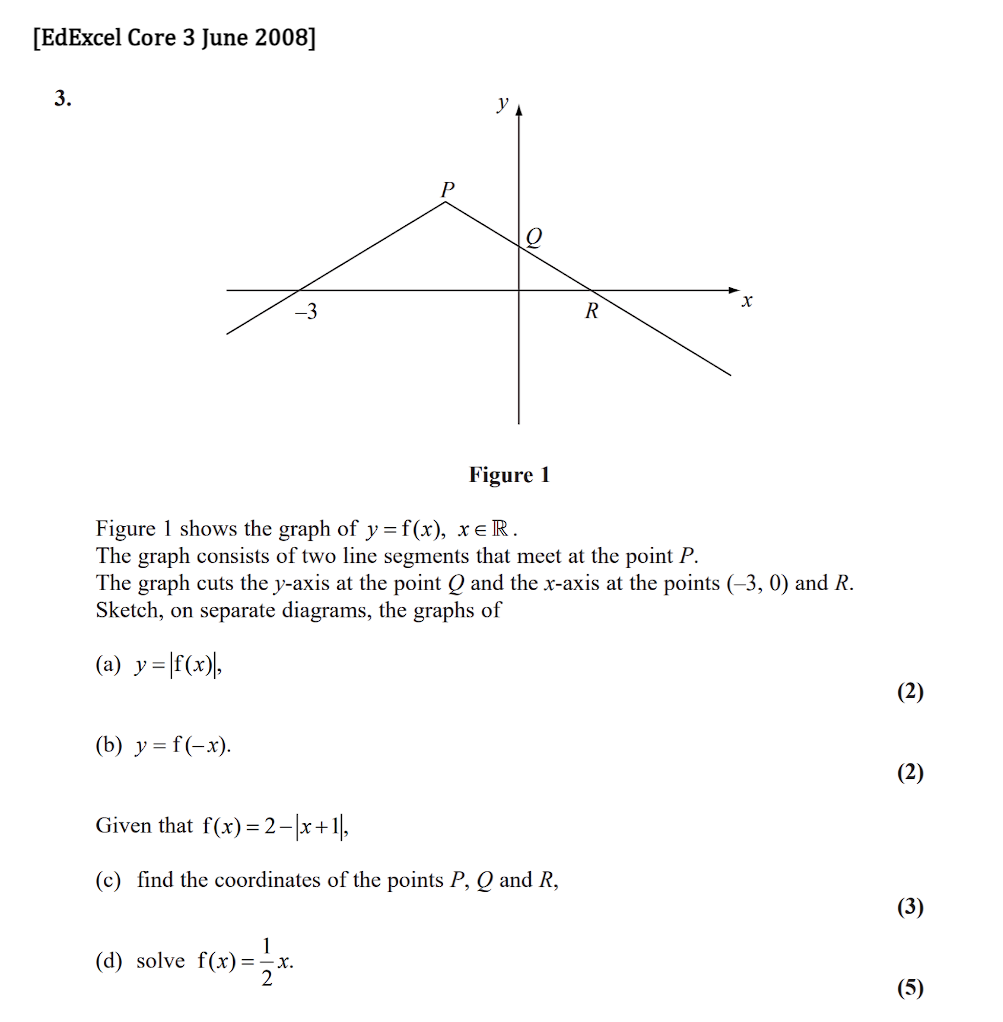 [EdExcel Core 3 June 2008]
3.
y
P
Q
x
–3
R
Figure 1
Figure 1 shows the graph of y = f(x), x ∈ ℝ.
The graph consists of two line segments that meet at the point P.
The graph cuts the y-axis at the point Q and the x-axis at the points (–3, 0) and R.
Sketch, on separate diagrams, the graphs of
(a) y = |f(x)|,
(2)
(b) y = f(–x).
(2)
Given that f(x) = 2 – |x + 1|,
(c) find the coordinates of the points P, Q and R,
(3)
(d) solve f(x) = 1/2 x.
(5)